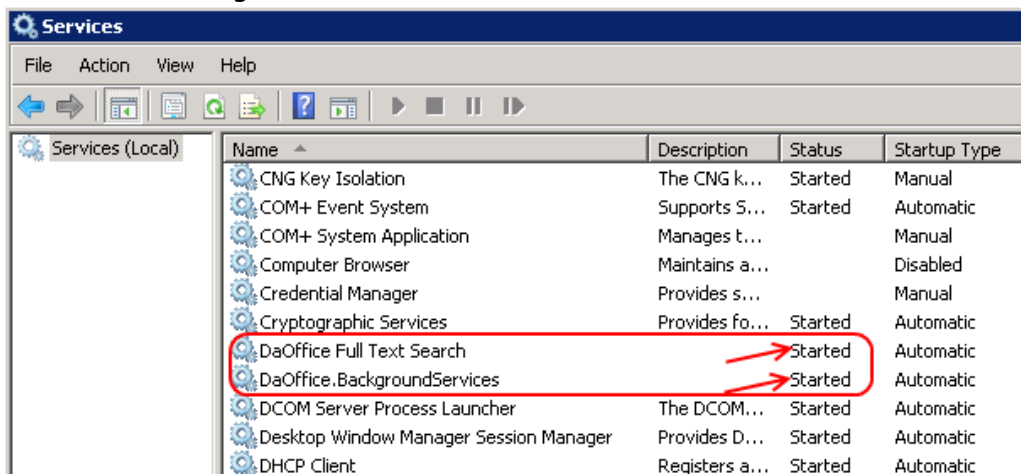 Services
File Action View Help
Services (Local)
Name Description Status Startup Type
CNG Key Isolation The CNG k... Started Manual
COM+ Event System Supports S... Started Automatic
COM+ System Application Manages t... Manual
Computer Browser Maintains a... Disabled
Credential Manager Provides s... Manual
Cryptographic Services Provides fo... Started Automatic
DaOffice Full Text Search Started Automatic
DaOffice.BackgroundServices Started Automatic
DCOM Server Process Launcher The DCOM... Started Automatic
Desktop Window Manager Session Manager Provides D... Started Automatic
DHCP Client Registers a... Started Automatic